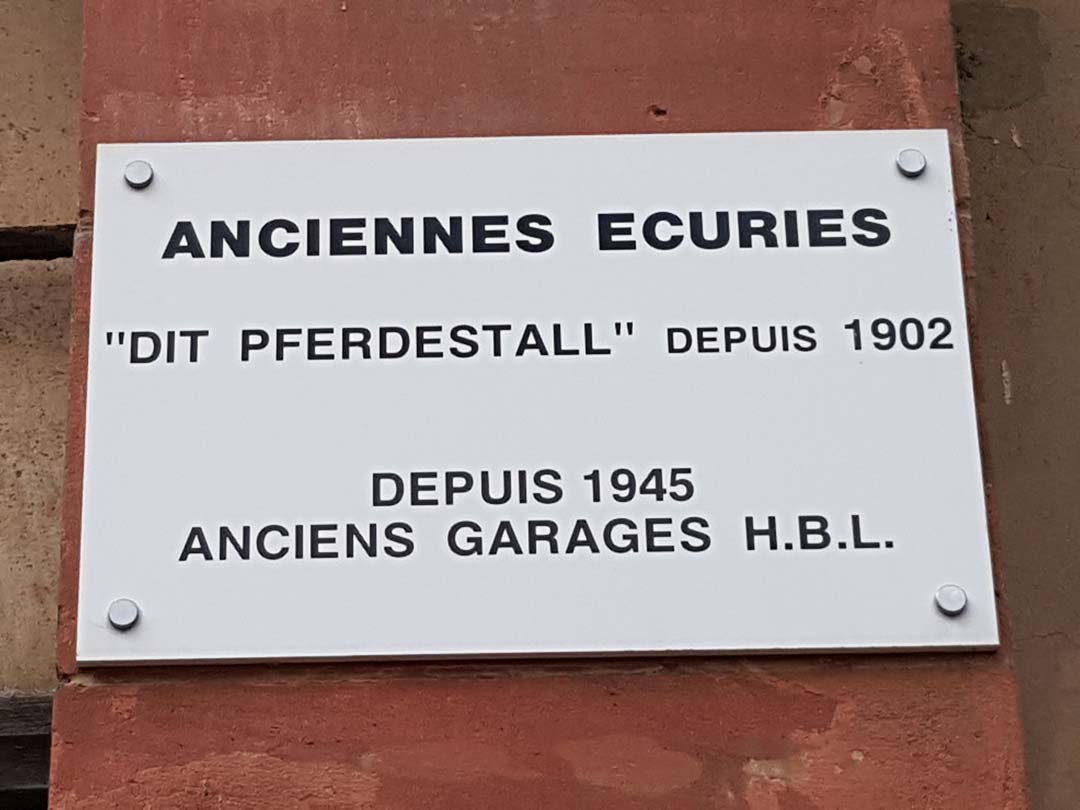 ANCIENNES ECURIES
"DIT PFERDESTALL" DEPUIS 1902
DEPUIS 1945
ANCIENS GARAGES H.B.L.